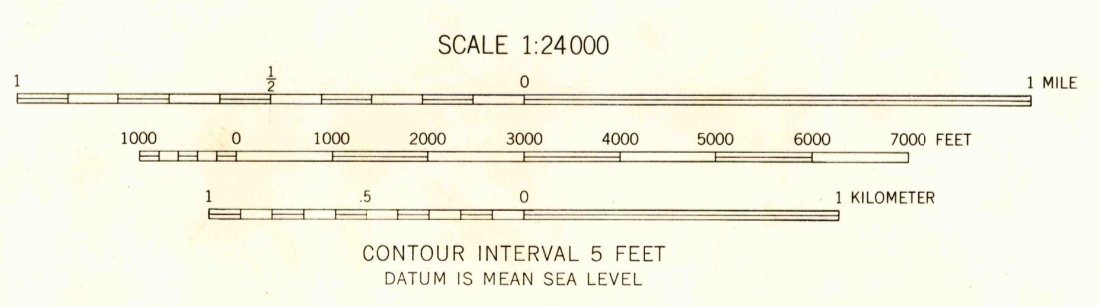 SCALE 1:24000
1 1/2 0 1 MILE
1000 0 1000 2000 3000 4000 5000 6000 7000 FEET
1 .5 0 1 KILOMETER
CONTOUR INTERVAL 5 FEET
DATUM IS MEAN SEA LEVEL